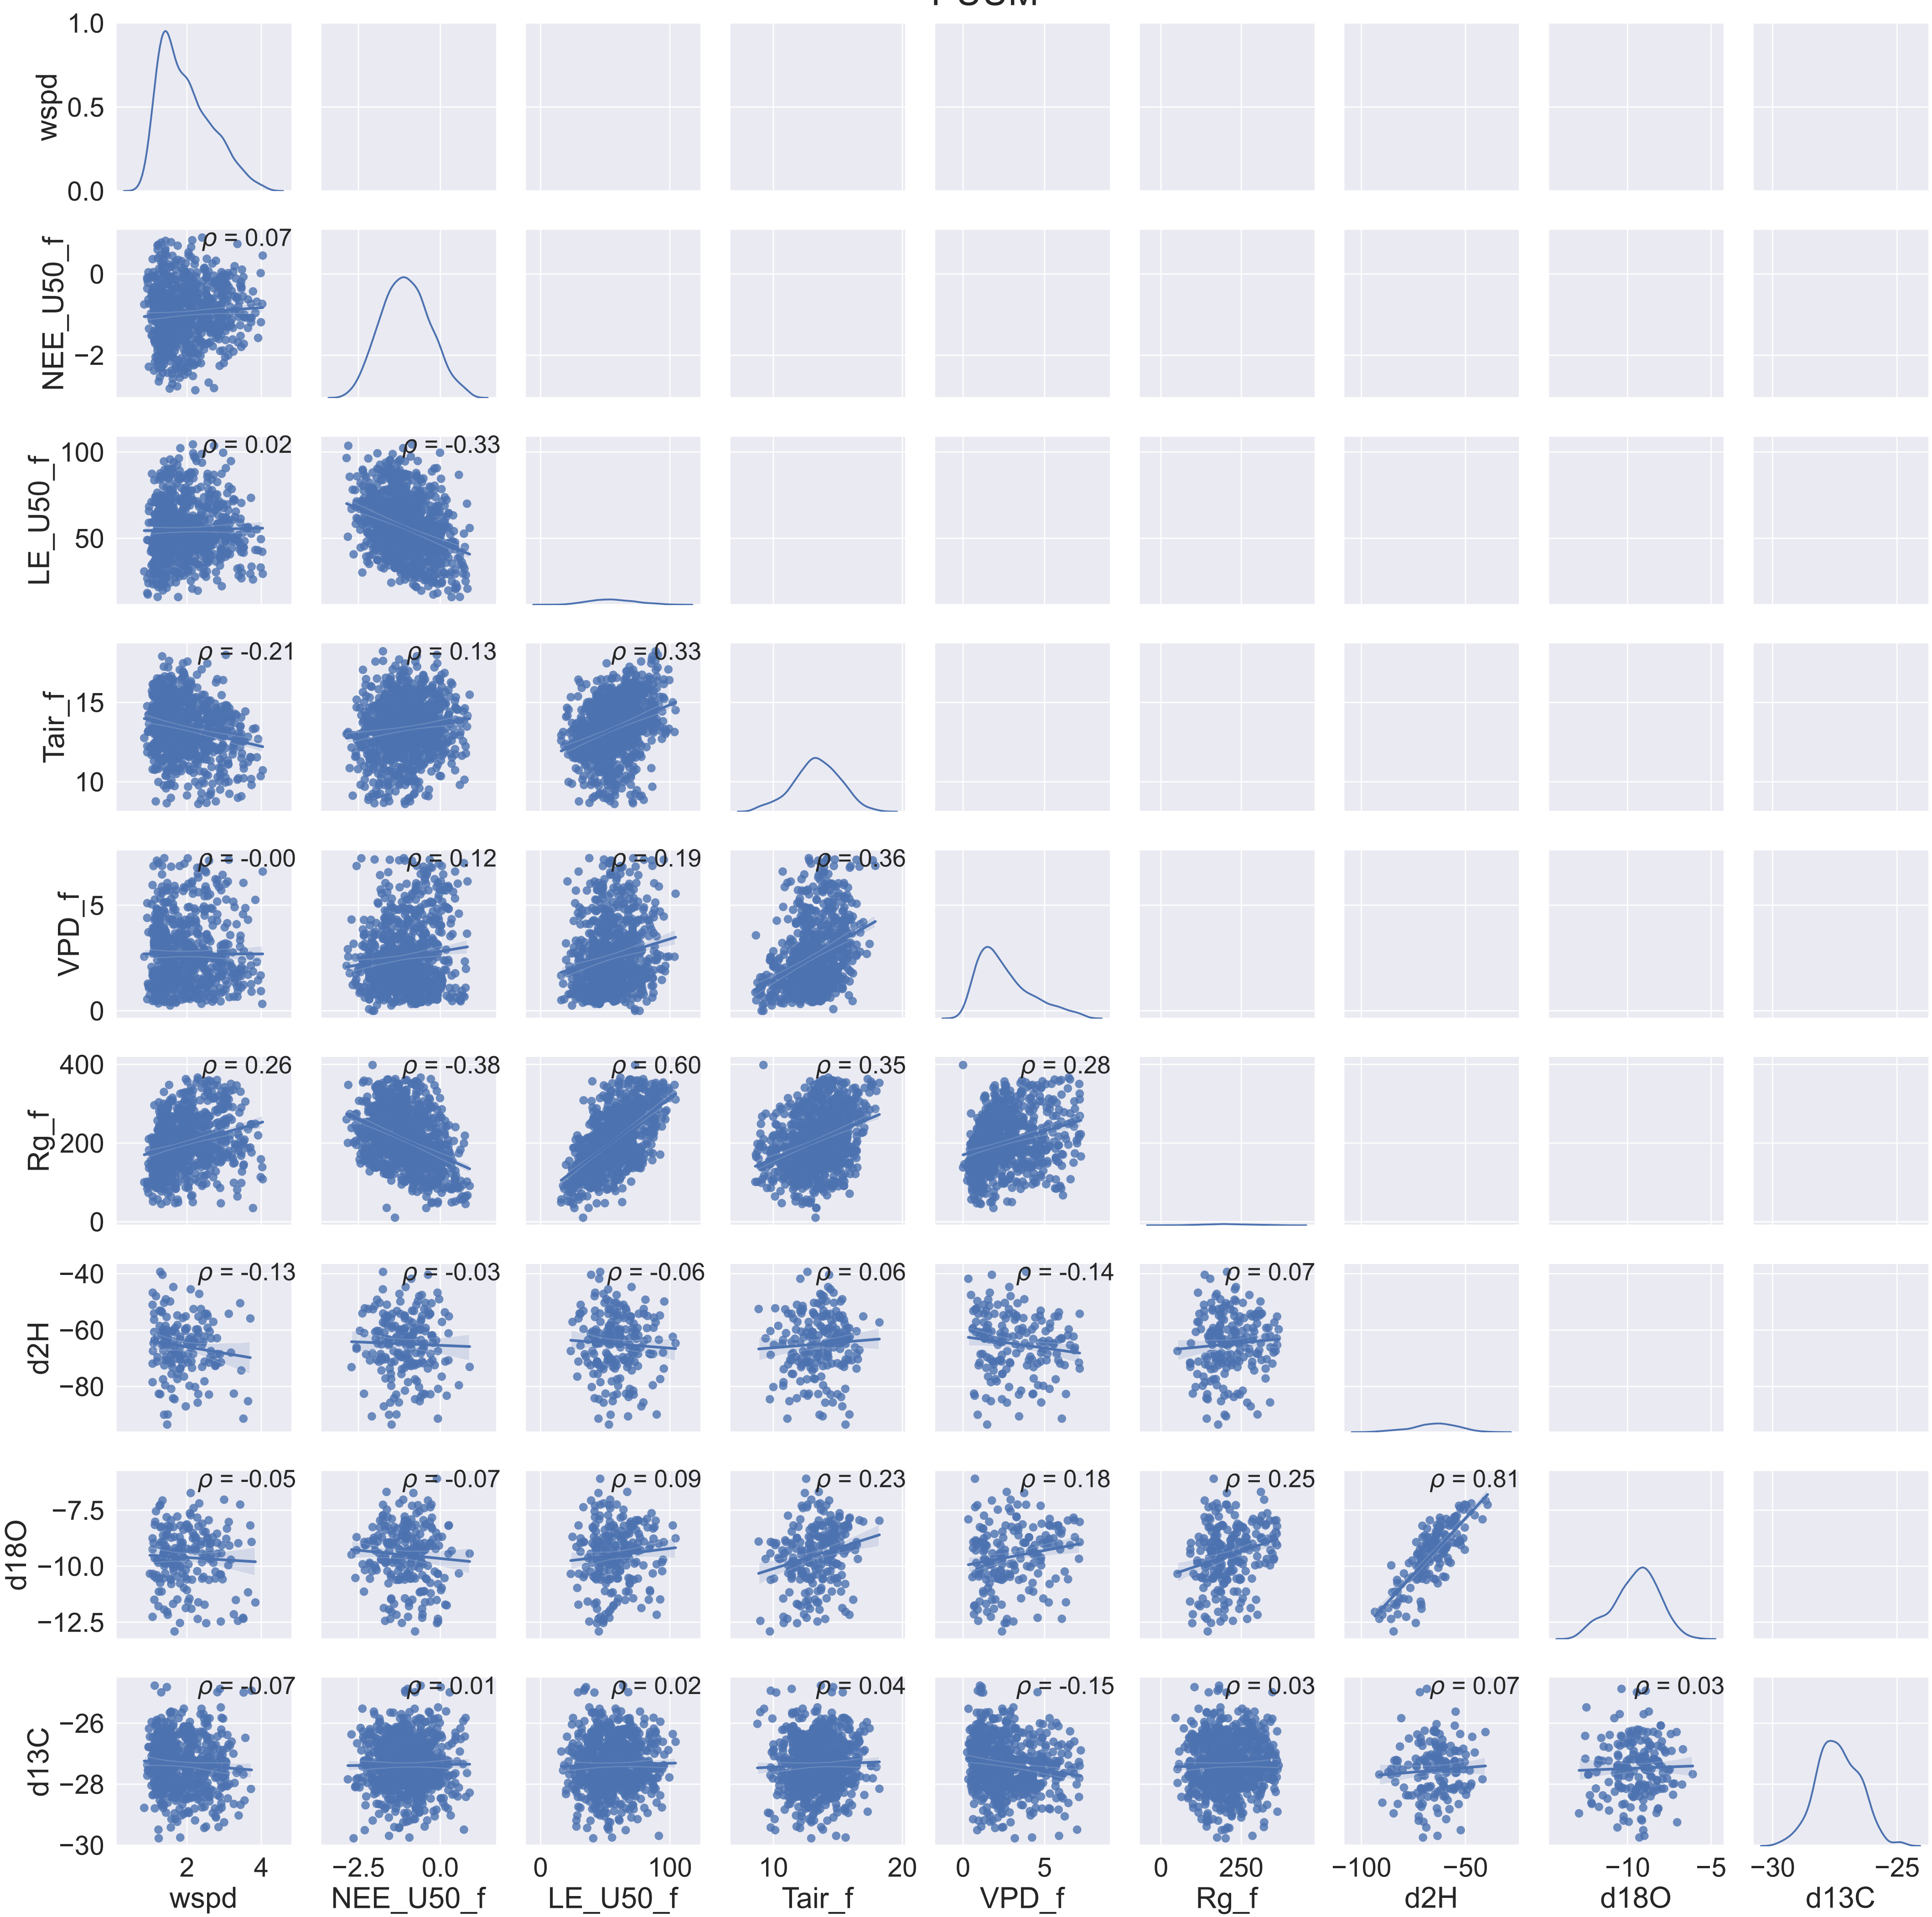 1.0
wspd
0.5
0.0
ρ = 0.07
NEE_U50_f
0
−2
ρ = 0.02
ρ = -0.33
LE_U50_f
100
50
ρ = -0.21
ρ = 0.13
ρ = 0.33
Tair_f
15
10
ρ = -0.00
ρ = 0.12
ρ = 0.19
ρ = 0.36
VPD_f
5
0
ρ = 0.26
ρ = -0.38
ρ = 0.60
ρ = 0.35
ρ = 0.28
Rg_f
400
200
0
ρ = -0.13
ρ = -0.03
ρ = -0.06
ρ = 0.06
ρ = -0.14
ρ = 0.07
d2H
−40
−60
−80
ρ = -0.05
ρ = -0.07
ρ = 0.09
ρ = 0.23
ρ = 0.18
ρ = 0.25
ρ = 0.81
d18O
−7.5
−10.0
−12.5
ρ = -0.07
ρ = 0.01
ρ = 0.02
ρ = 0.04
ρ = -0.15
ρ = 0.03
ρ = 0.07
ρ = 0.03
d13C
−26
−28
−30
2 4 −2.5 0.0 0 100 10 20 0 5 0 250 −100 −50 −10 −5 −30 −25
wspd NEE_U50_f LE_U50_f Tair_f VPD_f Rg_f d2H d18O d13C